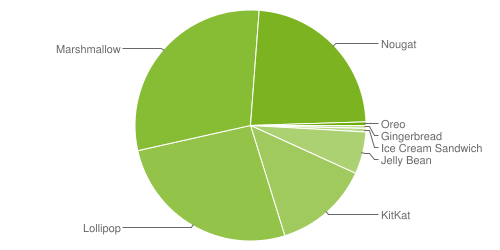 Marshmallow
Nougat
Oreo
Gingerbread
Ice Cream Sandwich
Jelly Bean
KitKat
Lollipop